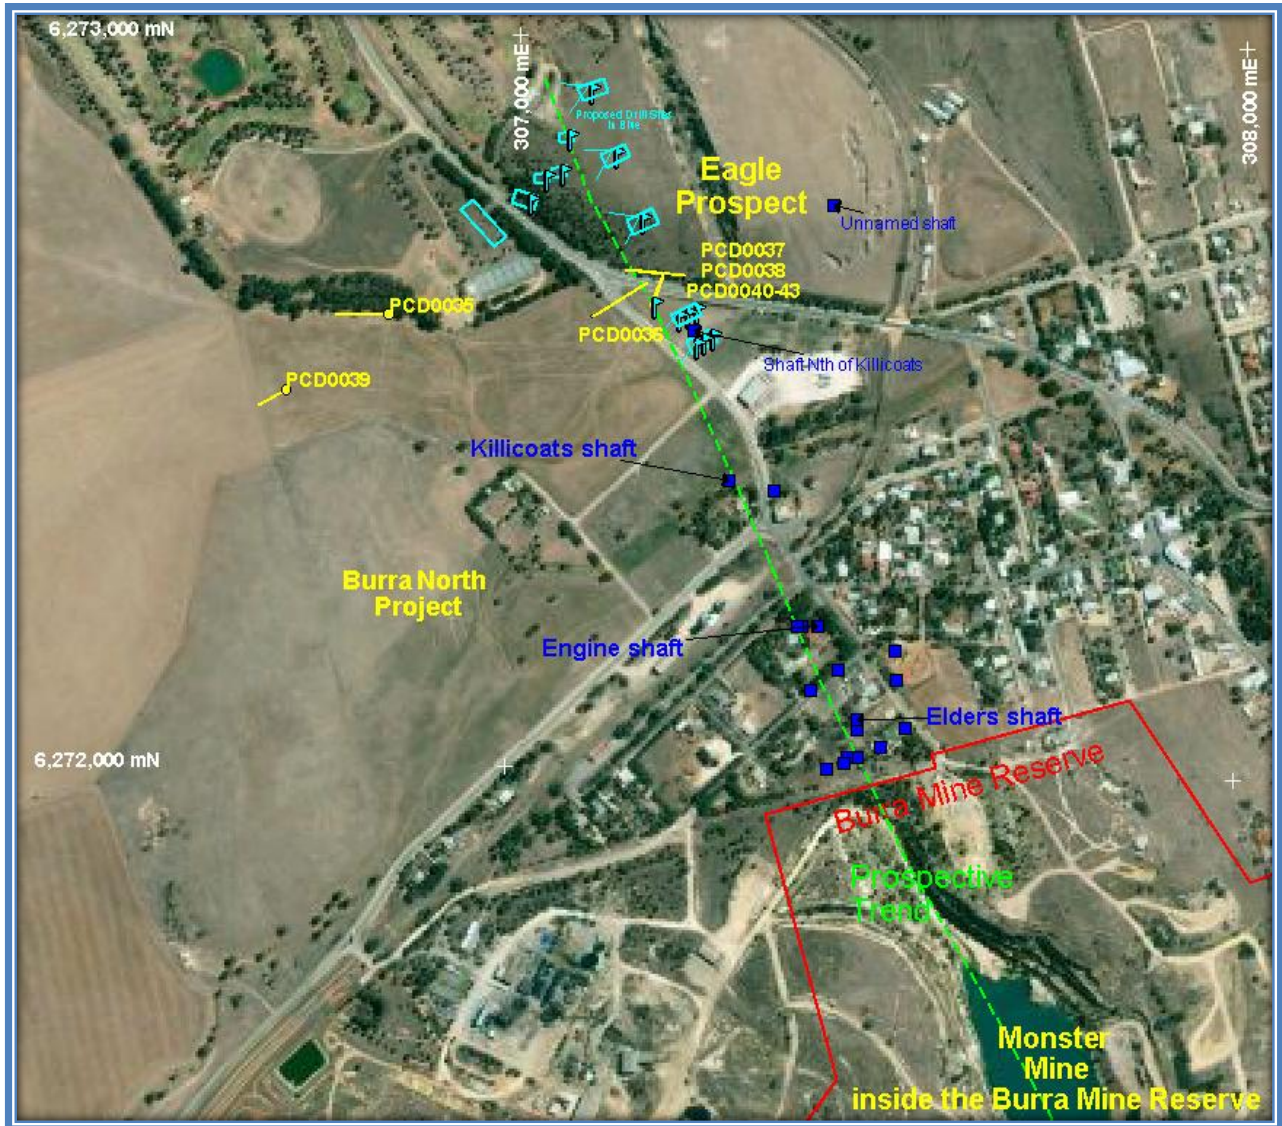 6,273,000 mN
307,000 mE
308,000 mE
Proposed Drill Sites
In Blue
Eagle
Prospect
Unnamed shaft
PCD0037
PCD0038
PCD0040-43
PCD0035
PCD0036
Shaft Nth of Killicoats
PCD0039
Killicoats shaft
Burra North
Project
Engine shaft
Elders shaft
6,272,000 mN
Burra Mine Reserve
Prospective
Trend
Monster
Mine
inside the Burra Mine Reserve